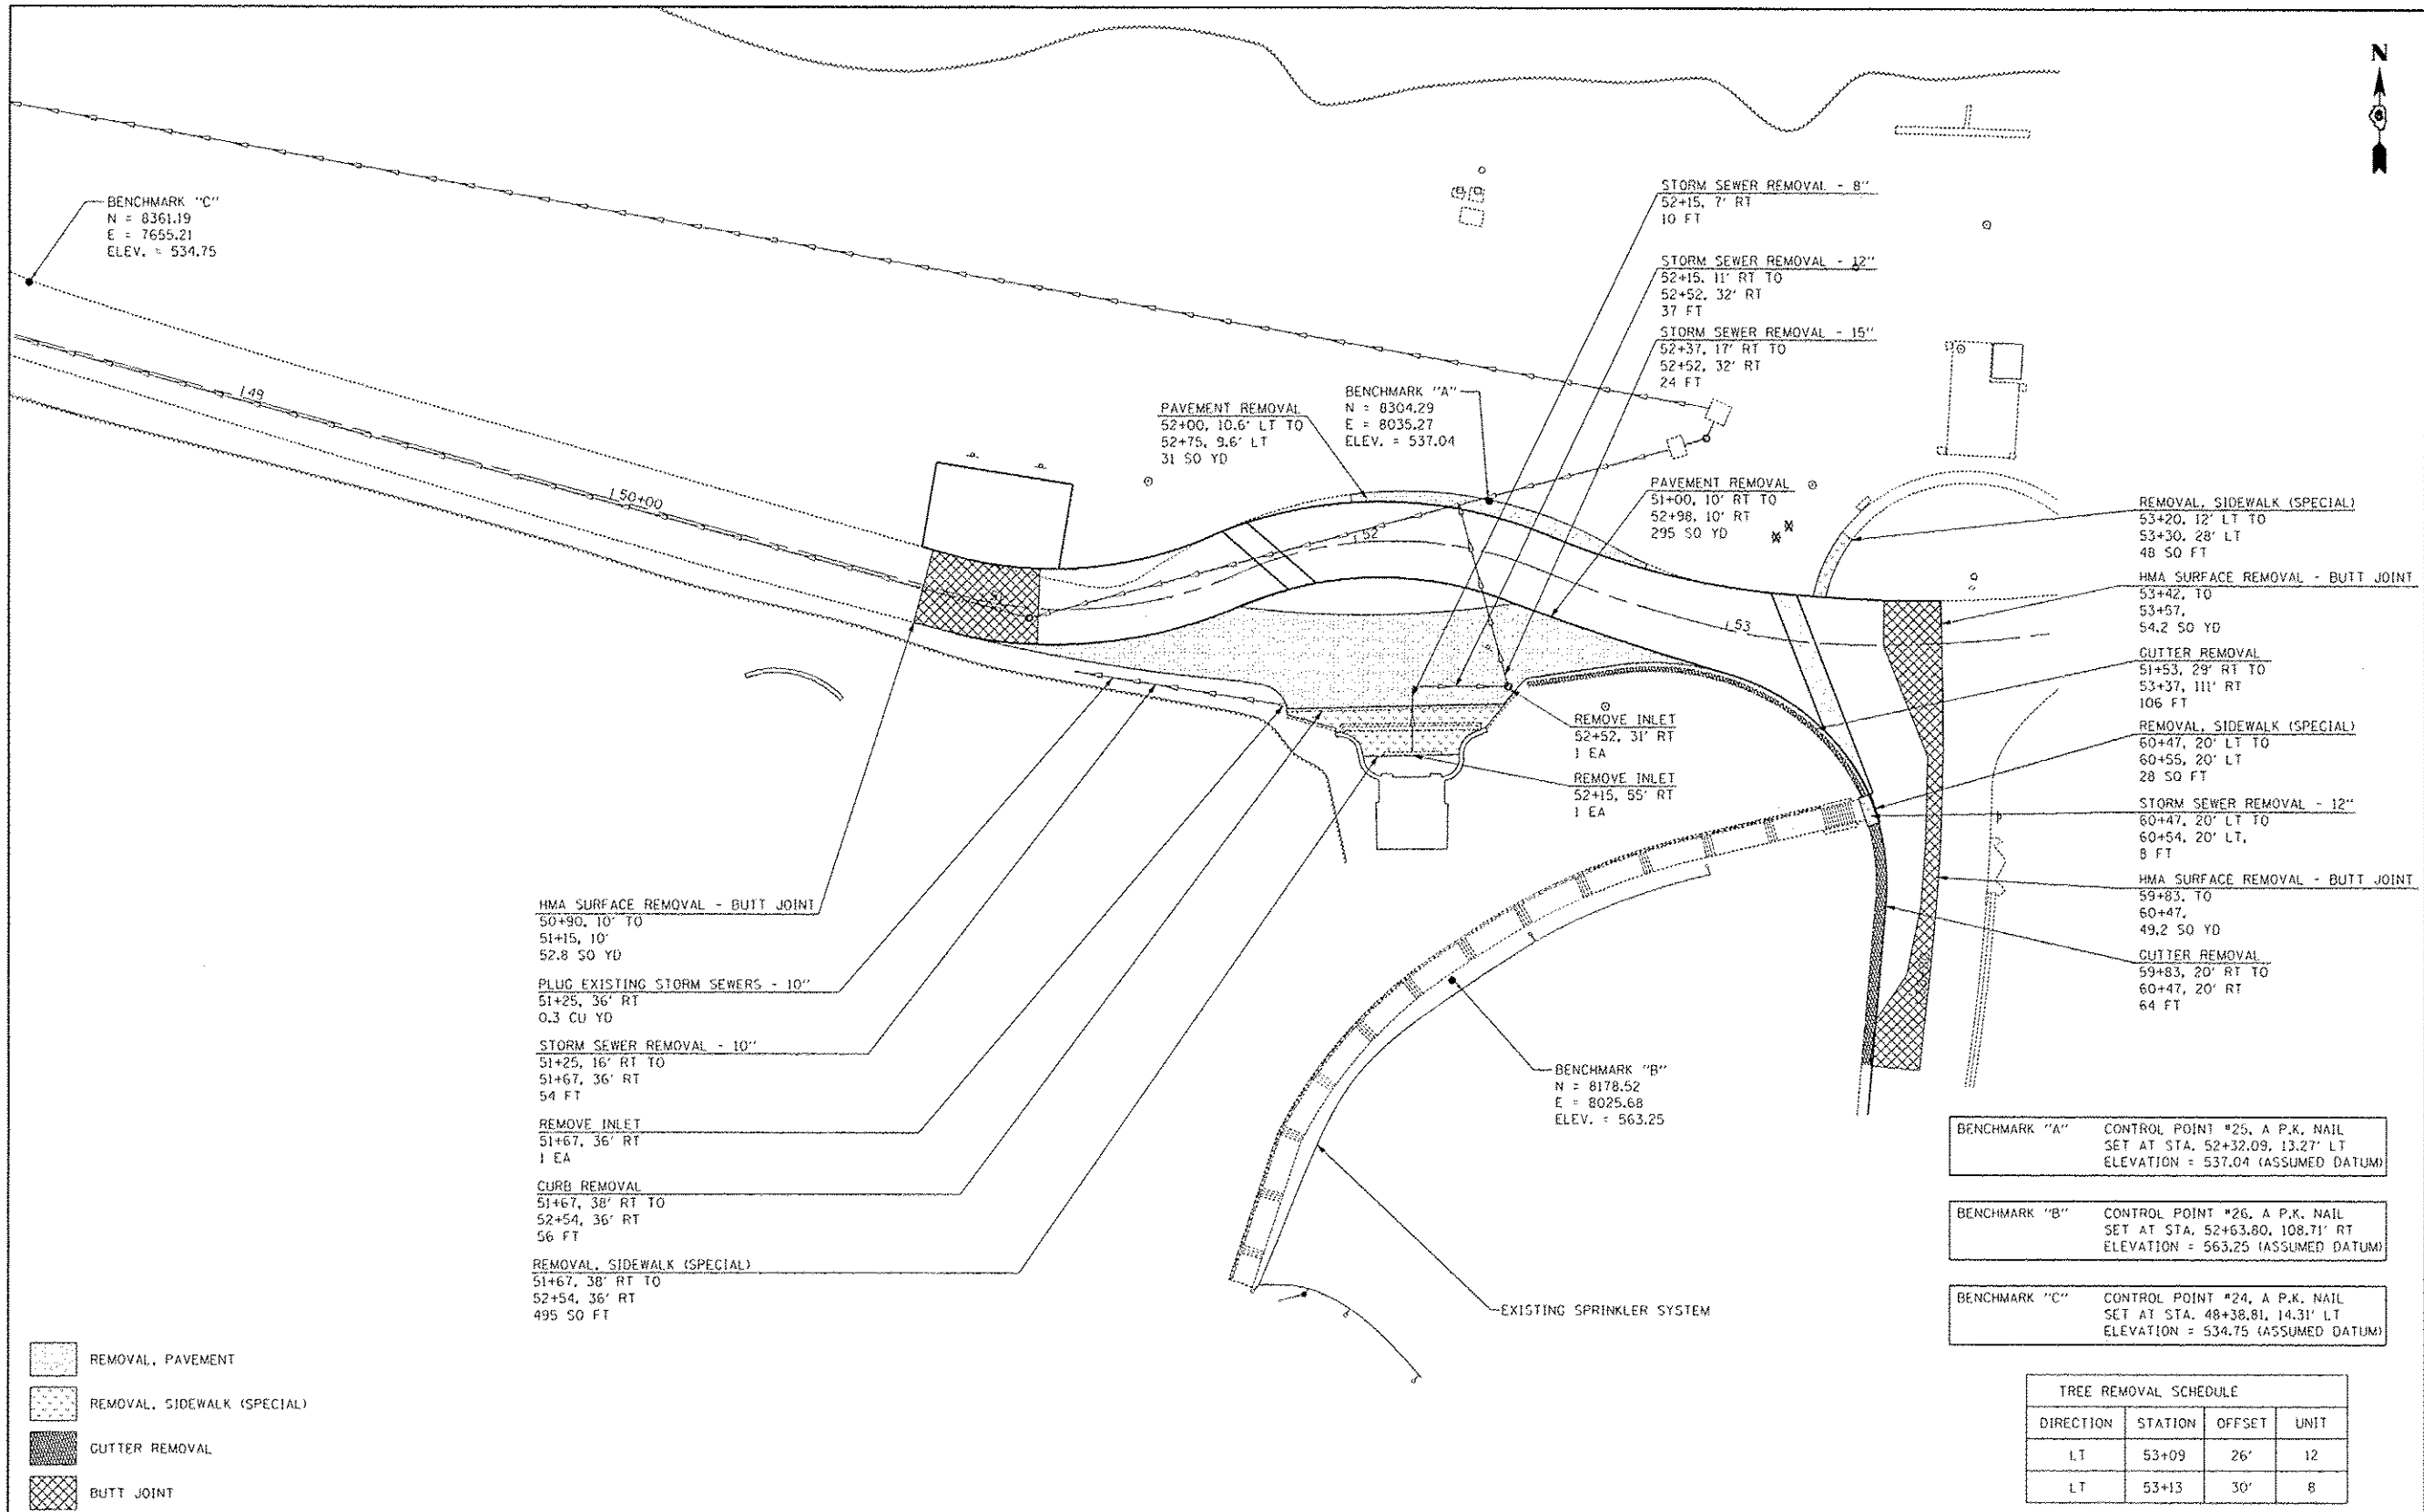 N
BENCHMARK "C"
N = 8361.19
E = 7655.21
ELEV. = 534.75
STORM SEWER REMOVAL - 8"
52+15, 7' RT
10 FT
STORM SEWER REMOVAL - 12"
52+15, 11' RT TO
52+52, 32' RT
37 FT
STORM SEWER REMOVAL - 15"
52+37, 17' RT TO
52+52, 32' RT
24 FT
BENCHMARK "A"
N = 8304.29
E = 8035.27
ELEV. = 537.04
PAVEMENT REMOVAL
52+00, 10.6' LT TO
52+75, 9.6' LT
31 SQ YD
PAVEMENT REMOVAL
51+00, 10' RT TO
52+98, 10' RT
295 SQ YD
149
150+00
152
153
REMOVAL, SIDEWALK (SPECIAL)
53+20, 12' LT TO
53+30, 28' LT
48 SQ FT
HMA SURFACE REMOVAL - BUTT JOINT
53+42, TO
53+57,
54.2 SQ YD
GUTTER REMOVAL
51+53, 29' RT TO
53+37, 111' RT
106 FT
REMOVAL, SIDEWALK (SPECIAL)
60+47, 20' LT TO
60+55, 20' LT
28 SQ FT
STORM SEWER REMOVAL - 12"
60+47, 20' LT TO
60+54, 20' LT,
8 FT
HMA SURFACE REMOVAL - BUTT JOINT
59+83, TO
60+47,
49.2 SQ YD
GUTTER REMOVAL
59+83, 20' RT TO
60+47, 20' RT
64 FT
REMOVE INLET
52+52, 31' RT
1 EA
REMOVE INLET
52+15, 55' RT
1 EA
HMA SURFACE REMOVAL - BUTT JOINT
50+90, 10' TO
51+15, 10'
52.8 SQ YD
PLUG EXISTING STORM SEWERS - 10"
51+25, 36' RT
0.3 CU YD
STORM SEWER REMOVAL - 10"
51+25, 16' RT TO
51+67, 36' RT
54 FT
REMOVE INLET
51+67, 36' RT
1 EA
CURB REMOVAL
51+67, 38' RT TO
52+54, 36' RT
56 FT
REMOVAL, SIDEWALK (SPECIAL)
51+67, 38' RT TO
52+54, 36' RT
495 SQ FT
BENCHMARK "B"
N = 8178.52
E = 8025.68
ELEV. = 563.25
EXISTING SPRINKLER SYSTEM
BENCHMARK "A" CONTROL POINT #25, A P.K. NAIL
SET AT STA. 52+32.09, 13.27' LT
ELEVATION = 537.04 (ASSUMED DATUM)
BENCHMARK "B" CONTROL POINT #26, A P.K. NAIL
SET AT STA. 52+63.80, 108.71' RT
ELEVATION = 563.25 (ASSUMED DATUM)
BENCHMARK "C" CONTROL POINT #24, A P.K. NAIL
SET AT STA. 48+38.81, 14.31' LT
ELEVATION = 534.75 (ASSUMED DATUM)
REMOVAL, PAVEMENT
REMOVAL, SIDEWALK (SPECIAL)
GUTTER REMOVAL
BUTT JOINT
TREE REMOVAL SCHEDULE
DIRECTION STATION OFFSET UNIT
LT 53+09 26' 12
LT 53+13 30' 8